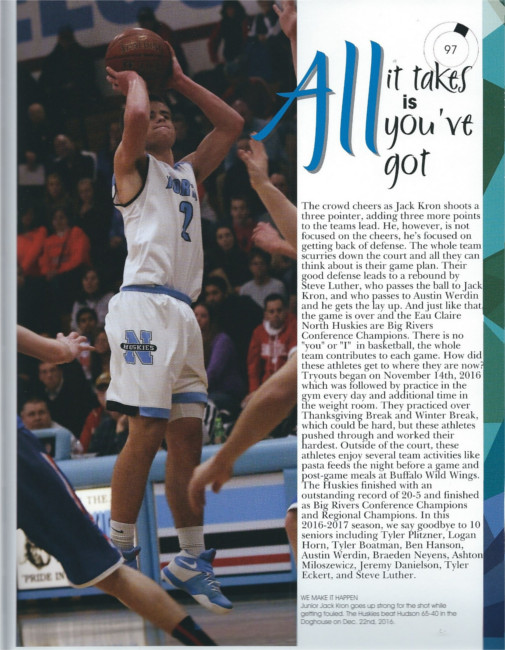 97
All it takes
is
you've
got
The crowd cheers as Jack Kron shoots a
three pointer, adding three more points
to the teams lead. He, however, is not
focused on the cheers, he's focused on
getting back of defense. The whole team
scurries down the court and all they can
think about is their game plan. Their
good defense leads to a rebound by
Steve Luther, who passes the ball to Jack
Kron, and who passes to Austin Werdin
and he gets the lay up. And just like that,
the game is over and the Eau Claire
North Huskies are Big Rivers
Conference Champions. There is no
"you" or "I" in basketball, the whole
team contributes to each game. How did
these athletes get to where they are now?
Tryouts began on November 14th, 2016
which was followed by practice in the
gym every day and additional time in
the weight room. They practiced over
Thanksgiving Break and Winter Break,
which could be hard, but these athletes
pushed through and worked their
hardest. Outside of the court, these
athletes enjoy several team activities like
pasta feeds the night before a game and
post-game meals at Buffalo Wild Wings.
The Huskies finished with an
outstanding record of 20-5 and finished
as Big Rivers Conference Champions
and Regional Champions. In this
2016-2017 season, we say goodbye to 10
seniors including Tyler Plitzner, Logan
Horn, Tyler Boatman, Ben Hanson,
Austin Werdin, Braeden Neyens, Ashton
Miloszewicz, Jeremy Danielson, Tyler
Eckert, and Steve Luther.
WE MAKE IT HAPPEN
Junior Jack Kron goes up strong for the shot while
getting fouled. The Huskies beat Hudson 65-40 in the
Doghouse on Dec. 22nd, 2016.
2
N
HUSKIES
THE
"PRIDE IN